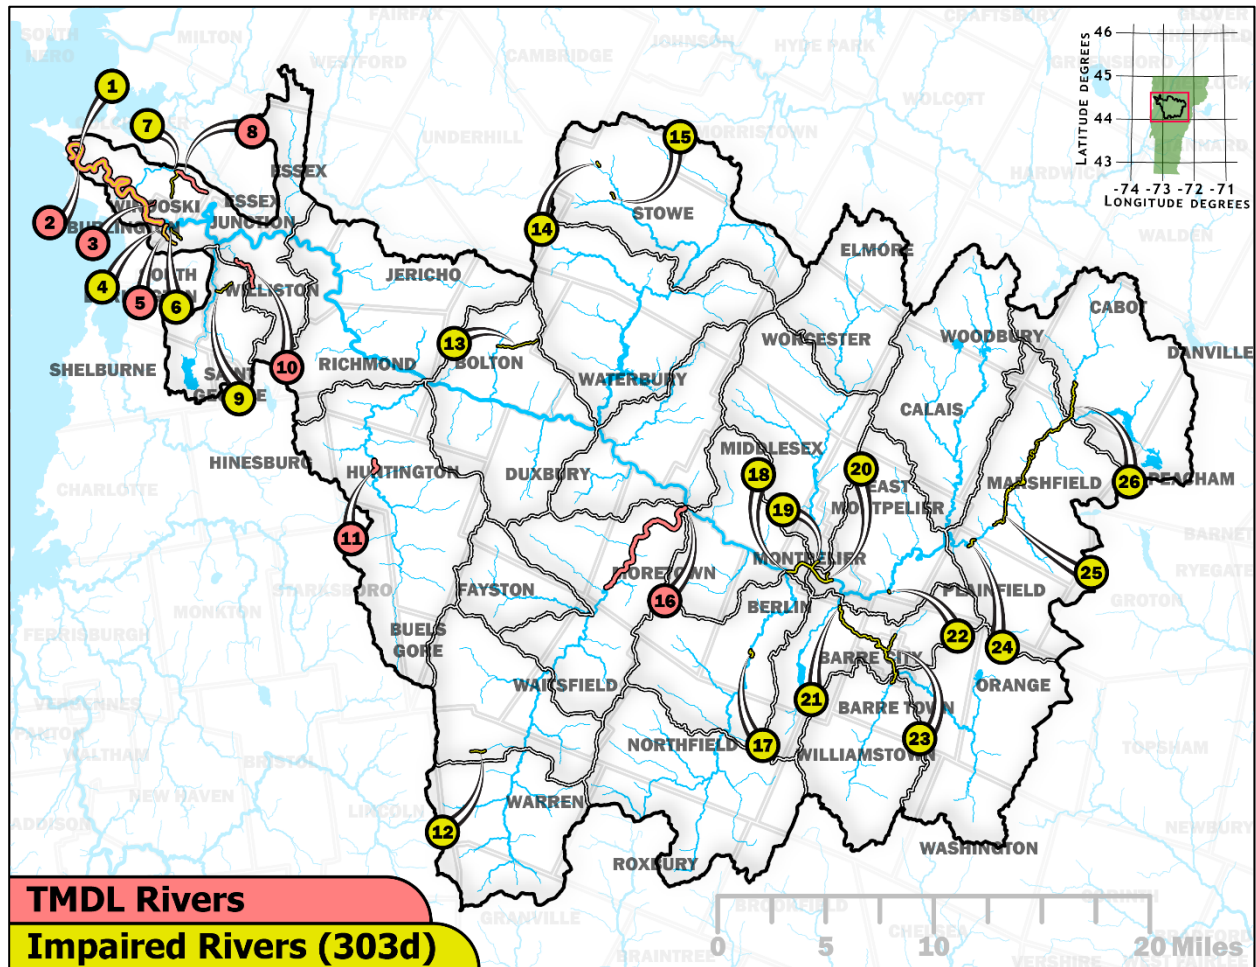 FAIRFAX
CRAFTSBURY
GLOVER
SOUTH
HERO
MILTON
WESTFORD
CAMBRIDGE
JOHNSON
HYDE PARK
GREENSBORO
SHEFFIELD
WOLCOTT
UNDERHILL
MORRISTOWN
HARDWICK
STANNARD
WALDEN
LATITUDE DEGREES
46
45
44
43
-74 -73 -72 -71
LONGITUDE DEGREES
1
7
8
15
COLCHESTER
ESSEX
WINOOSKI
ESSEX
JUNCTION
STOWE
2
BURLINGTON
3
14
ELMORE
SOUTH
BURLINGTON
WILLISTON
JERICHO
4
5
6
CABOT
13
BOLTON
WORCESTER
WOODBURY
DANVILLE
SHELBURNE
SAINT
GEORGE
10
RICHMOND
WATERBURY
9
CALAIS
HINESBURG
HUNTINGTON
DUXBURY
MIDDLESEX
18
20
EAST
MONTPELIER
MARSHFIELD
26
PEACHAM
CHARLOTTE
19
11
MONTPELIER
BARNET
RYEGATE
25
STARKSBORO
FAYSTON
MORETOWN
16
BERLIN
PLAINFIELD
GROTON
MONKTON
FERRISBURGH
BUELS
GORE
22
24
BARRE CITY
WAITSFIELD
21
ORANGE
VERGENNES
PANTON
WALTHAM
BARRE TOWN
BRISTOL
NORTHFIELD
17
WILLIAMSTOWN
23
TOPSHAM
NEW HAVEN
LINCOLN
WARREN
ADDISON
12
NEWBURY
ROXBURY
WASHINGTON
TMDL Rivers
Impaired Rivers (303d)
GRANVILLE
BROOKFIELD
CORINTH
CHELSEA
BRADFORD
0 5 10 20 Miles
BRAINTREE
VERSHIRE
WEST FAIRLEE